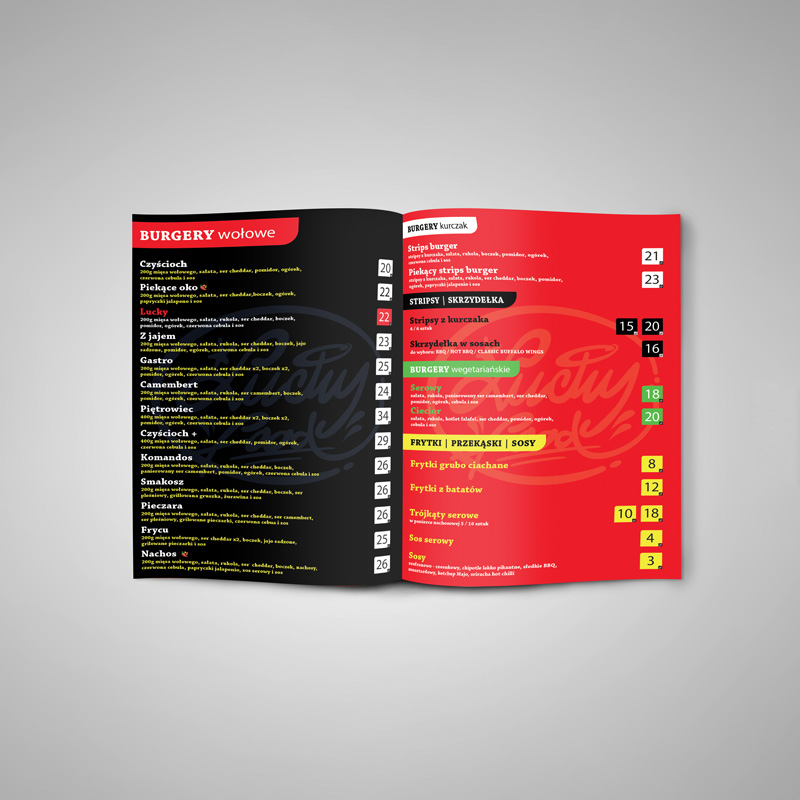 BURGERY wołowe
Czyścioch 20
200g mięsa wołowego, sałata, ser cheddar, pomidor, ogórek,
czerwona cebula i sos
Piekące oko 22
200g mięsa wołowego, sałata, ser cheddar, boczek, ogórek,
papryczki jalapeno i sos
Lucky 22
200g mięsa wołowego, sałata, rukola, ser cheddar, boczek,
pomidor, ogórek, czerwona cebula i sos
Z jajem 23
200g mięsa wołowego, sałata, rukola, ser cheddar, boczek, jajo
sadzone, pomidor, ogórek, czerwona cebula i sos
Gastro 25
200g mięsa wołowego, sałata, ser cheddar x2, boczek x2,
pomidor, ogórek, czerwona cebula i sos
Camembert 24
200g mięsa wołowego, sałata, rukola, ser camembert, boczek,
pomidor, ogórek, czerwona cebula i sos
Piętrowiec 34
400g mięsa wołowego, sałata, ser cheddar x2, boczek x2,
pomidor, ogórek, czerwona cebula i sos
Czyścioch + 29
400g mięsa wołowego, sałata, ser cheddar, pomidor, ogórek,
czerwona cebula i sos
Komandos 26
200g mięsa wołowego, sałata, rukola, ser cheddar, boczek,
panierowany ser camembert, pomidor, ogórek, czerwona cebula i sos
Smakosz 26
200g mięsa wołowego, sałata, rukola, ser cheddar, boczek, ser
pleśniowy, grillowana gruszka, żurawina i sos
Pieczara 26
200g mięsa wołowego, sałata, rukola, ser cheddar, ser camembert,
ser pleśniowy, grilowane pieczarki, czerwona cebula i sos
Frycu 25
200g mięsa wołowego, ser cheddar x2, boczek, jajo sadzone,
grilowane pieczarki i sos
Nachos 26
200g mięsa wołowego, sałata, rukola, ser cheddar, boczek, nachosy,
czerwona cebula, papryczki jalapeno, sos serowy i sos
BURGERY kurczak
Strips burger 21
stripsy z kurczaka, sałata, rukola, boczek, pomidor, ogórek,
czerwona cebula i sos
Piekący strips burger 23
stripsy z kurczaka, sałata, rukola, ser cheddar, boczek, pomidor,
ogórek, papryczki jalapeno i sos
STRIPSY | SKRZYDEŁKA
Stripsy z kurczaka 15 20
4 / 6 sztuk
Skrzydełka w sosach 16
do wyboru: BBQ / HOT BBQ / CLASSIC BUFFALO WINGS
BURGERY wegetariańskie
Serowy 18
sałata, rukola, panierowany ser camembert, boczek,
pomidor, ogórek, cebula i sos
Ciecior 20
sałata, rukola, kotlet falafel, ser cheddar, pomidor, ogórek,
cebula i sos
FRYTKI | PRZEKĄSKI | SOSY
Frytki grubo ciachane 8
Frytki z batatów 12
Trójkąty serowe 10 18
w panierce nachosowej 5 / 10 sztuk
Sos serowy 4
Sosy 3
czosnkowy, chipotle lekko pikantne, słodkie BBQ,
musztardowy, ketchup Majo, sriracha hot chilli